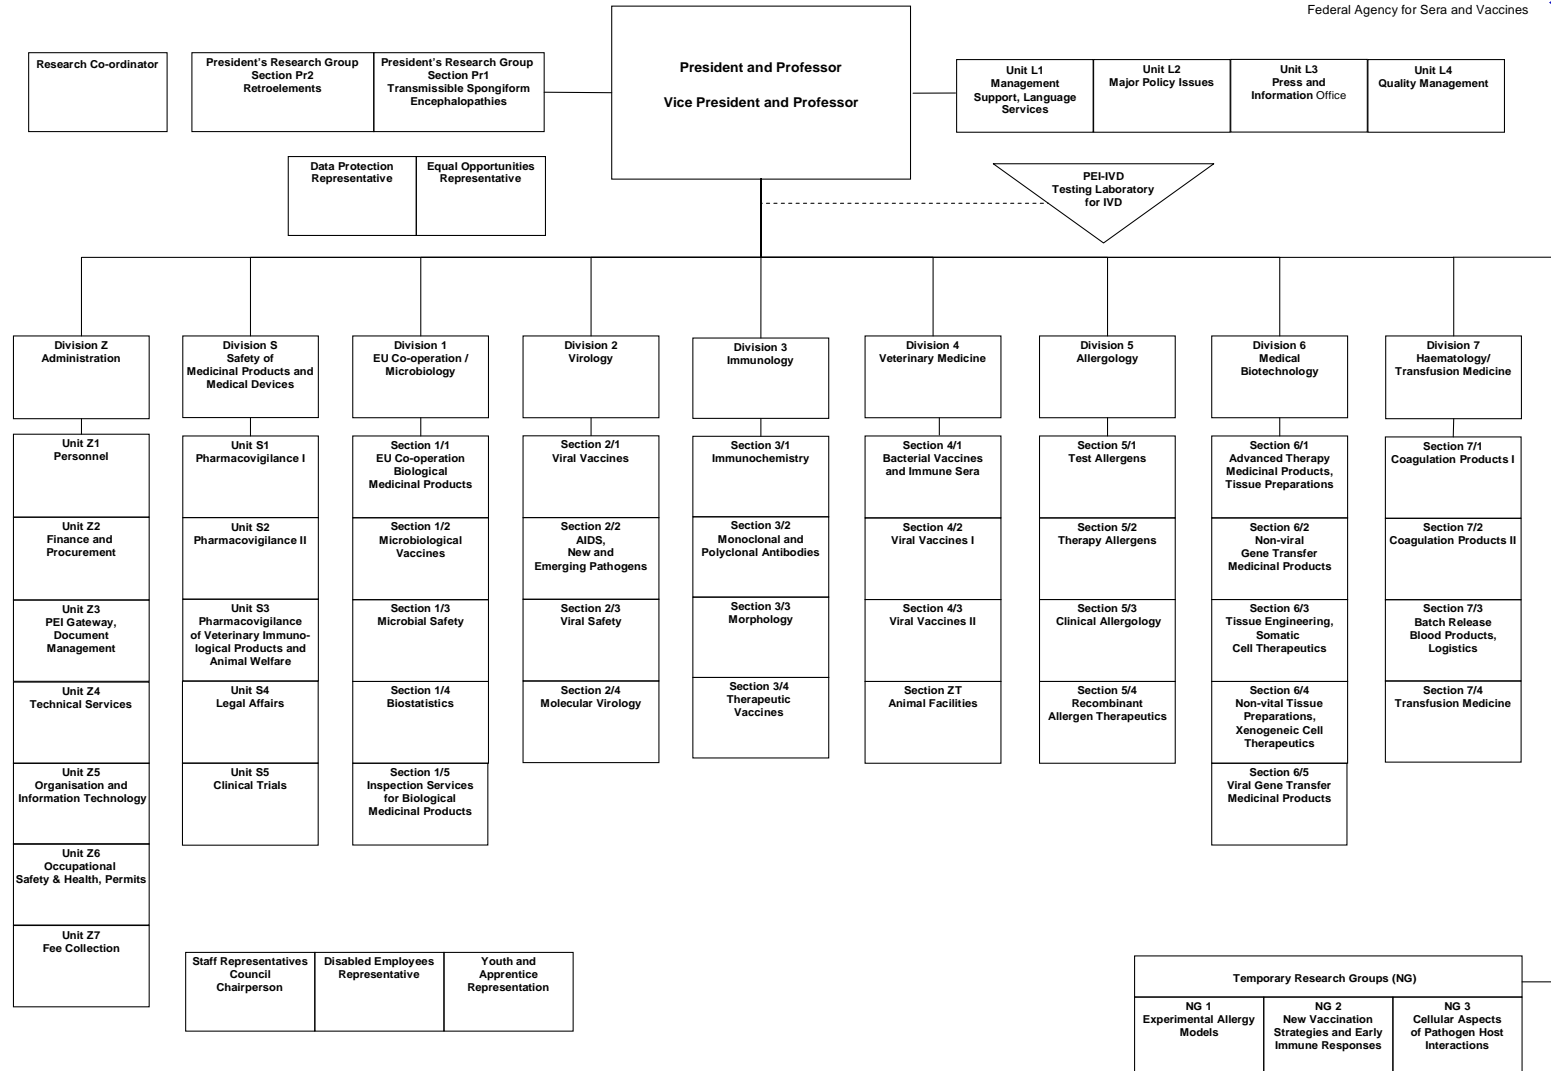 Federal Agency for Sera and Vaccines
Research Co-ordinator
President's Research Group
Section Pr2
Retroelements
President's Research Group
Section Pr1
Transmissible Spongiform
Encephalopathies
President and Professor
Vice President and Professor
Unit L1
Management
Support, Language
Services
Unit L2
Major Policy Issues
Unit L3
Press and
Information Office
Unit L4
Quality Management
Data Protection
Representative
Equal Opportunities
Representative
PEI-IVD
Testing Laboratory
for IVD
Division Z
Administration
Division S
Safety of
Medicinal Products and
Medical Devices
Division 1
EU Co-operation /
Microbiology
Division 2
Virology
Division 3
Immunology
Division 4
Veterinary Medicine
Division 5
Allergology
Division 6
Medical
Biotechnology
Division 7
Haematology/
Transfusion Medicine
Unit Z1
Personnel
Unit Z2
Finance and
Procurement
Unit Z3
PEI Gateway,
Document
Management
Unit Z4
Technical Services
Unit Z5
Organisation and
Information Technology
Unit Z6
Occupational
Safety & Health, Permits
Unit Z7
Fee Collection
Unit S1
Pharmacovigilance I
Unit S2
Pharmacovigilance II
Unit S3
Pharmacovigilance
of Veterinary Immuno-
logical Products and
Animal Welfare
Unit S4
Legal Affairs
Unit S5
Clinical Trials
Section 1/1
EU Co-operation
Biological
Medicinal Products
Section 1/2
Microbiological
Vaccines
Section 1/3
Microbial Safety
Section 1/4
Biostatistics
Section 1/5
Inspection Services
for Biological
Medicinal Products
Section 2/1
Viral Vaccines
Section 2/2
AIDS,
New and
Emerging Pathogens
Section 2/3
Viral Safety
Section 2/4
Molecular Virology
Section 3/1
Immunochemistry
Section 3/2
Monoclonal and
Polyclonal Antibodies
Section 3/3
Morphology
Section 3/4
Therapeutic
Vaccines
Section 4/1
Bacterial Vaccines
and Immune Sera
Section 4/2
Viral Vaccines I
Section 4/3
Viral Vaccines II
Section ZT
Animal Facilities
Section 5/1
Test Allergens
Section 5/2
Therapy Allergens
Section 5/3
Clinical Allergology
Section 5/4
Recombinant
Allergen Therapeutics
Section 6/1
Advanced Therapy
Medicinal Products,
Tissue Preparations
Section 6/2
Non-viral
Gene Transfer
Medicinal Products
Section 6/3
Tissue Engineering,
Somatic
Cell Therapeutics
Section 6/4
Non-vital Tissue
Preparations,
Xenogeneic Cell
Therapeutics
Section 6/5
Viral Gene Transfer
Medicinal Products
Section 7/1
Coagulation Products I
Section 7/2
Coagulation Products II
Section 7/3
Batch Release
Blood Products,
Logistics
Section 7/4
Transfusion Medicine
Staff Representatives
Council
Chairperson
Disabled Employees
Representative
Youth and
Apprentice
Representation
Temporary Research Groups (NG)
NG 1
Experimental Allergy
Models
NG 2
New Vaccination
Strategies and Early
Immune Responses
NG 3
Cellular Aspects
of Pathogen Host
Interactions